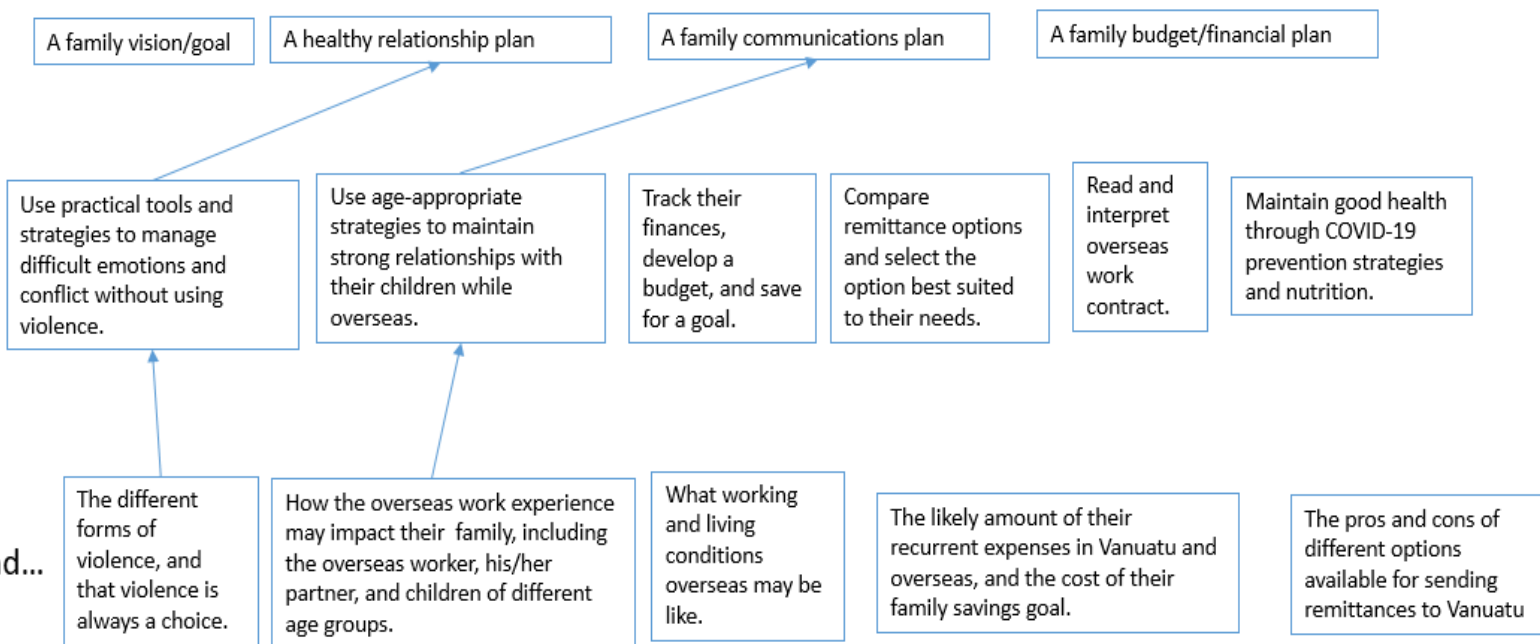 A family vision/goal
A healthy relationship plan
A family communications plan
A family budget/financial plan
Use practical tools and
strategies to manage
difficult emotions and
conflict without using
violence.
Use age-appropriate
strategies to maintain
strong relationships with
their children while
overseas.
Track their
finances,
develop a
budget, and save
for a goal.
Compare
remittance options
and select the
option best suited
to their needs.
Read and
interpret
overseas
work
contract.
Maintain good health
through COVID-19
prevention strategies
and nutrition.
The different
forms of
violence, and
that violence is
always a choice.
How the overseas work experience
may impact their family, including
the overseas worker, his/her
partner, and children of different
age groups.
What working
and living
conditions
overseas may be
like.
The likely amount of their
recurrent expenses in Vanuatu and
overseas, and the cost of their
family savings goal.
The pros and cons of
different options
available for sending
remittances to Vanuatu